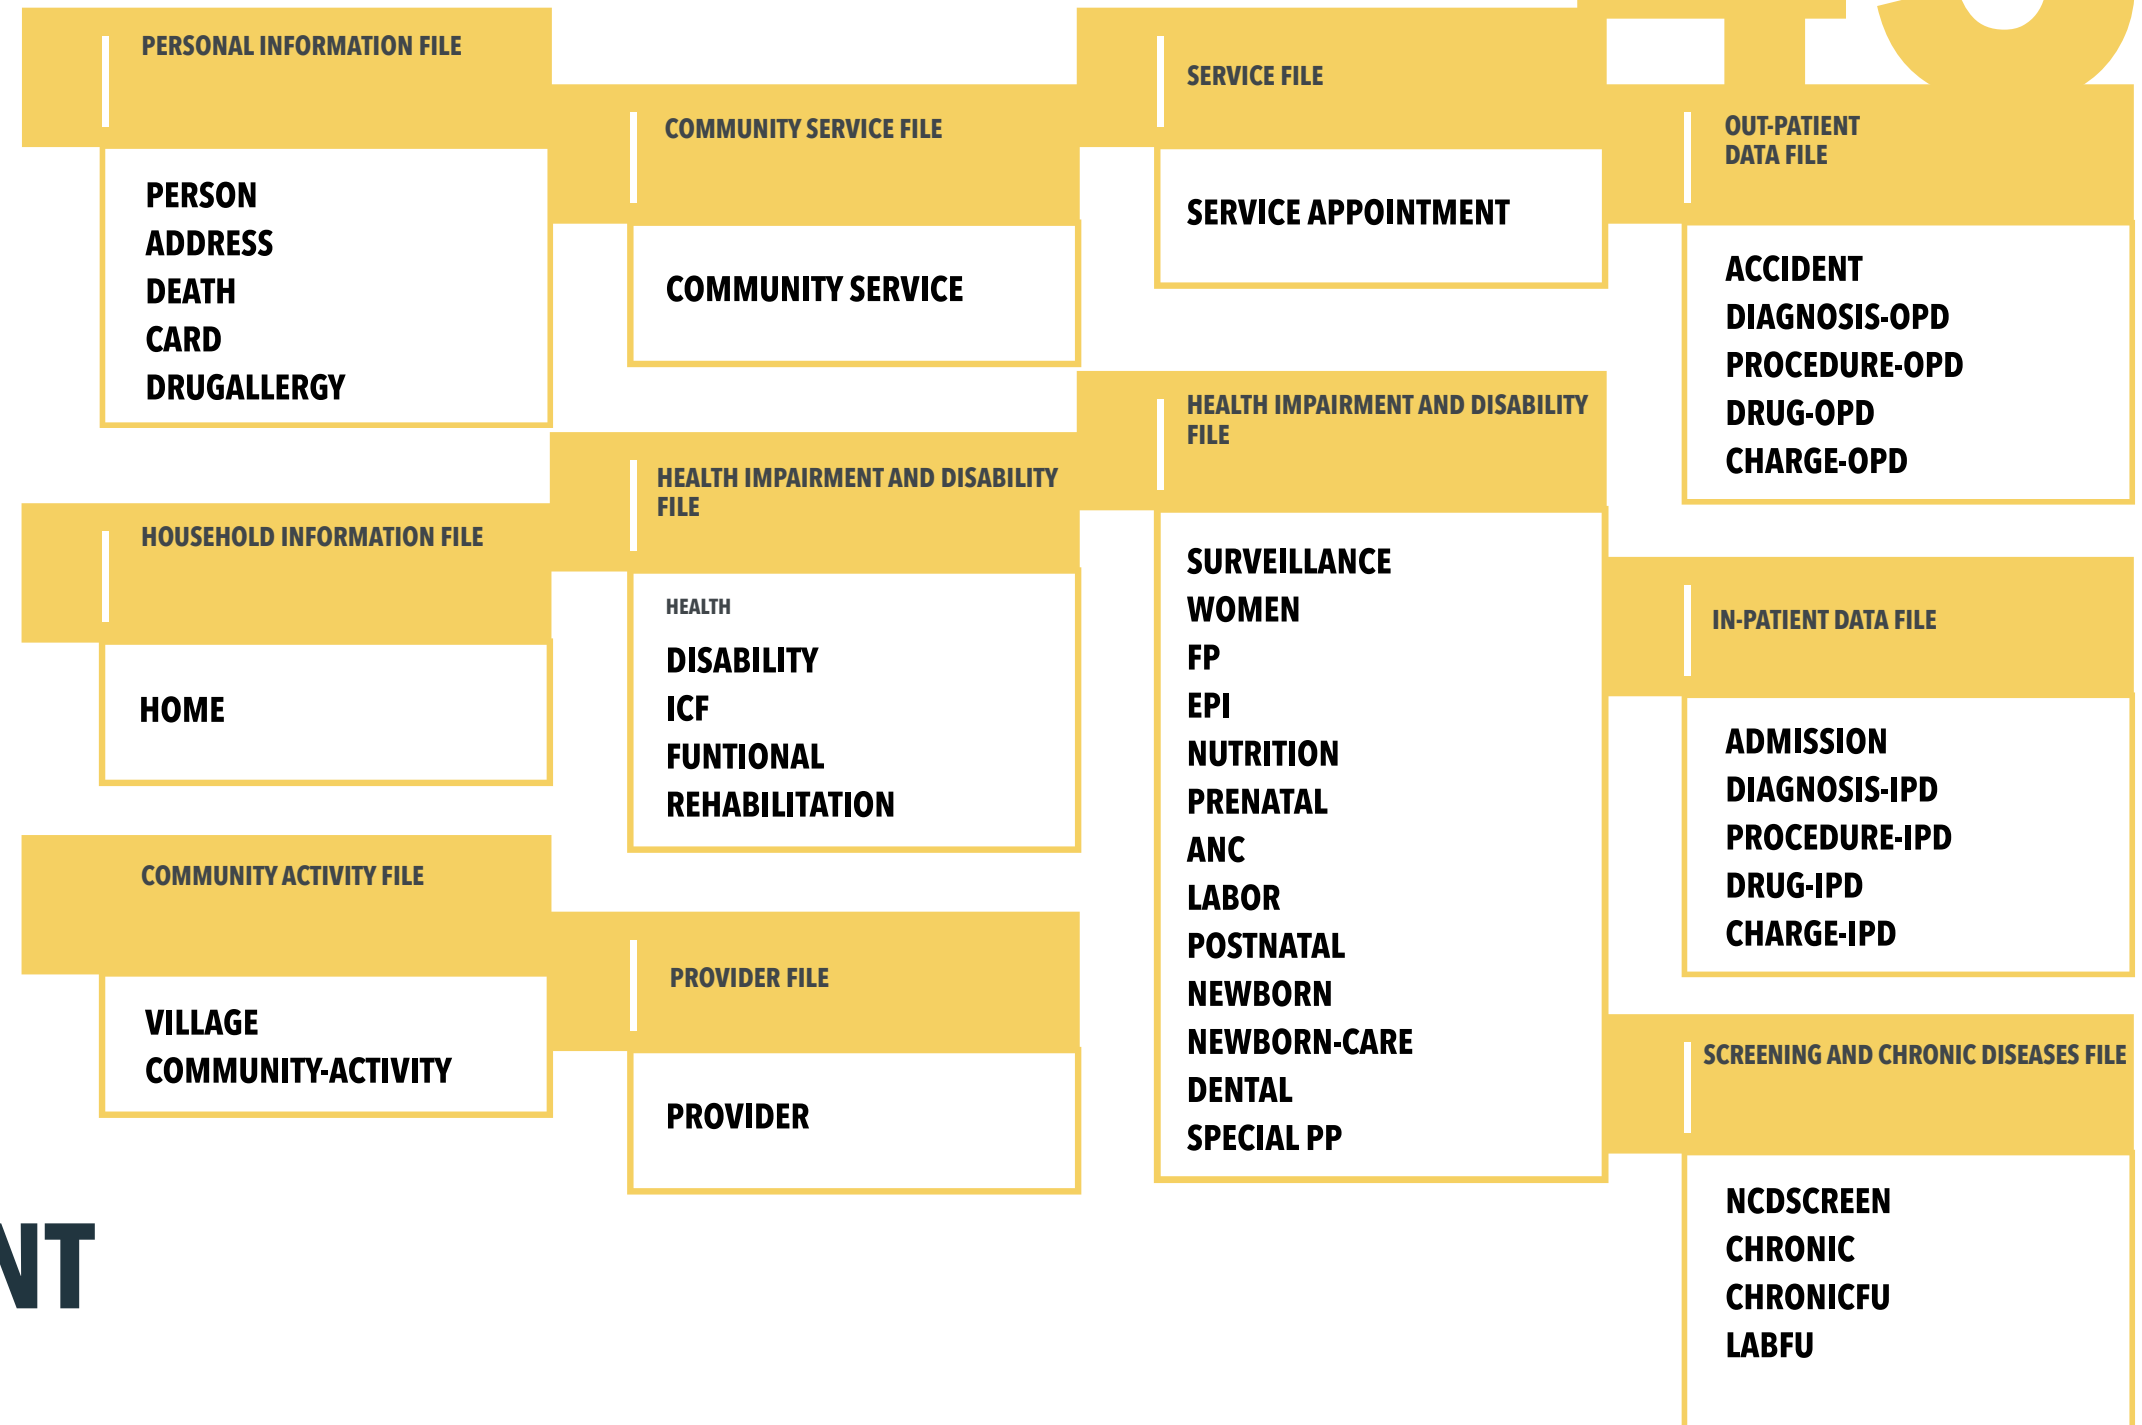 PERSONAL INFORMATION FILE
PERSON
ADDRESS
DEATH
CARD
DRUGALLERGY
HOUSEHOLD INFORMATION FILE
HOME
COMMUNITY ACTIVITY FILE
VILLAGE
COMMUNITY-ACTIVITY
COMMUNITY SERVICE FILE
COMMUNITY SERVICE
HEALTH IMPAIRMENT AND DISABILITY
FILE
HEALTH
DISABILITY
ICF
FUNTIONAL
REHABILITATION
PROVIDER FILE
PROVIDER
SERVICE FILE
SERVICE APPOINTMENT
HEALTH IMPAIRMENT AND DISABILITY
FILE
SURVEILLANCE
WOMEN
FP
EPI
NUTRITION
PRENATAL
ANC
LABOR
POSTNATAL
NEWBORN
NEWBORN-CARE
DENTAL
SPECIAL PP
OUT-PATIENT
DATA FILE
ACCIDENT
DIAGNOSIS-OPD
PROCEDURE-OPD
DRUG-OPD
CHARGE-OPD
IN-PATIENT DATA FILE
ADMISSION
DIAGNOSIS-IPD
PROCEDURE-IPD
DRUG-IPD
CHARGE-IPD
SCREENING AND CHRONIC DISEASES FILE
NCDSCREEN
CHRONIC
CHRONICFU
LABFU
NT